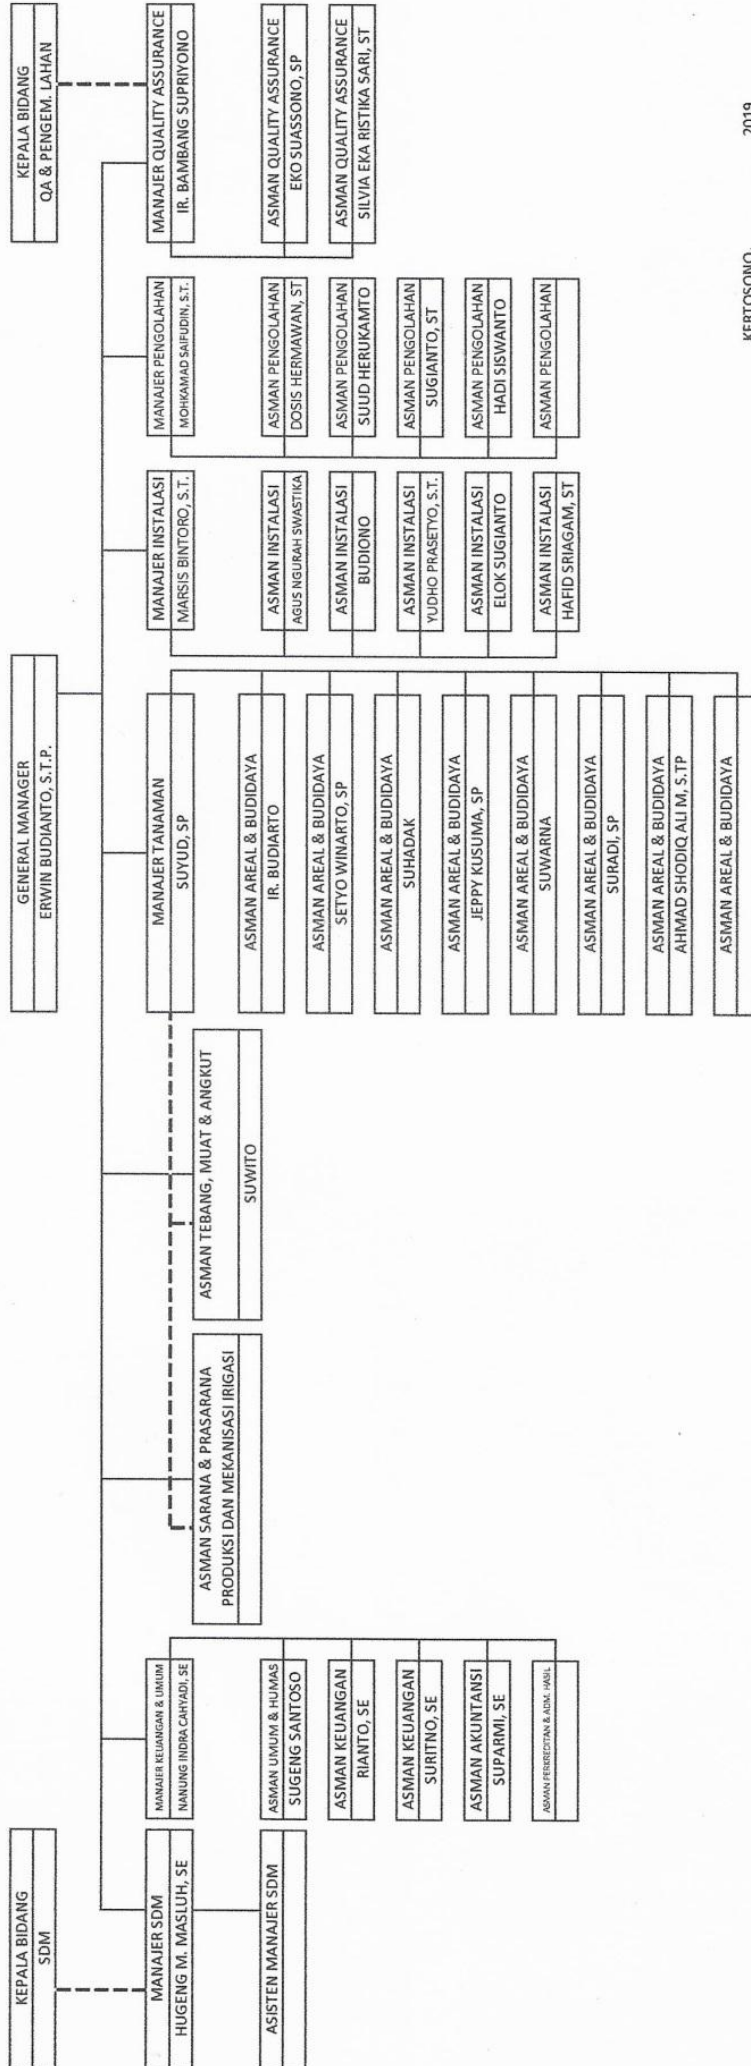 KEPALA BIDANG
SDM
GENERAL MANAGER
ERWIN BUDIANTO, S.T.P.
KEPALA BIDANG
QA & PENGEM. LAHAN
MANAJER SDM
HUGENG M. MASLUH, SE
ASISTEN MANAJER SDM
MANAJER KEUANGAN & UMUM
NANUNG INDRA CAHYADI, SE
ASMAN UMUM & HUMAS
SUGENG SANTOSO
ASMAN KEUANGAN
RIANTO, SE
ASMAN KEUANGAN
SURITNO, SE
ASMAN AKUNTANSI
SUPARMI, SE
ASMAN PERKREDITAN & ADM. HASIL
ASMAN SARANA & PRASARANA
PRODUKSI DAN MEKANISASI IRIGASI
ASMAN TEBANG, MUAT & ANGKUT
SUWITO
MANAJER TANAMAN
SUYUD, SP
ASMAN AREAL & BUDIDAYA
IR. BUDIARTO
ASMAN AREAL & BUDIDAYA
SETYO WINARTO, SP
ASMAN AREAL & BUDIDAYA
SUHADAK
ASMAN AREAL & BUDIDAYA
JEPPY KUSUMA, SP
ASMAN AREAL & BUDIDAYA
SUWARNA
ASMAN AREAL & BUDIDAYA
SURADI, SP
ASMAN AREAL & BUDIDAYA
AHMAD SHODIQ ALI M, S.TP
ASMAN AREAL & BUDIDAYA
MANAJER INSTALASI
MARSIS BINTORO, S.T.
ASMAN INSTALASI
AGUS NGURAH SWASTIKA
ASMAN INSTALASI
BUDIONO
ASMAN INSTALASI
YUDHO PRASETYO, S.T.
ASMAN INSTALASI
ELOK SUGIANTO
ASMAN INSTALASI
HAFID SRIAGAM, ST
MANAJER PENGOLAHAN
MOHKAMAD SAIFUDIN, S.T.
ASMAN PENGOLAHAN
DOSIS HERMAWAN, ST
ASMAN PENGOLAHAN
SUUD HERUKAMTO
ASMAN PENGOLAHAN
SUGIANTO, ST
ASMAN PENGOLAHAN
HADI SISWANTO
ASMAN PENGOLAHAN
MANAJER QUALITY ASSURANCE
IR. BAMBANG SUPRIYONO
ASMAN QUALITY ASSURANCE
EKO SUASSONO, SP
ASMAN QUALITY ASSURANCE
SILVIA EKA RISTIKA SARI, ST
KERTOSONO, 2019